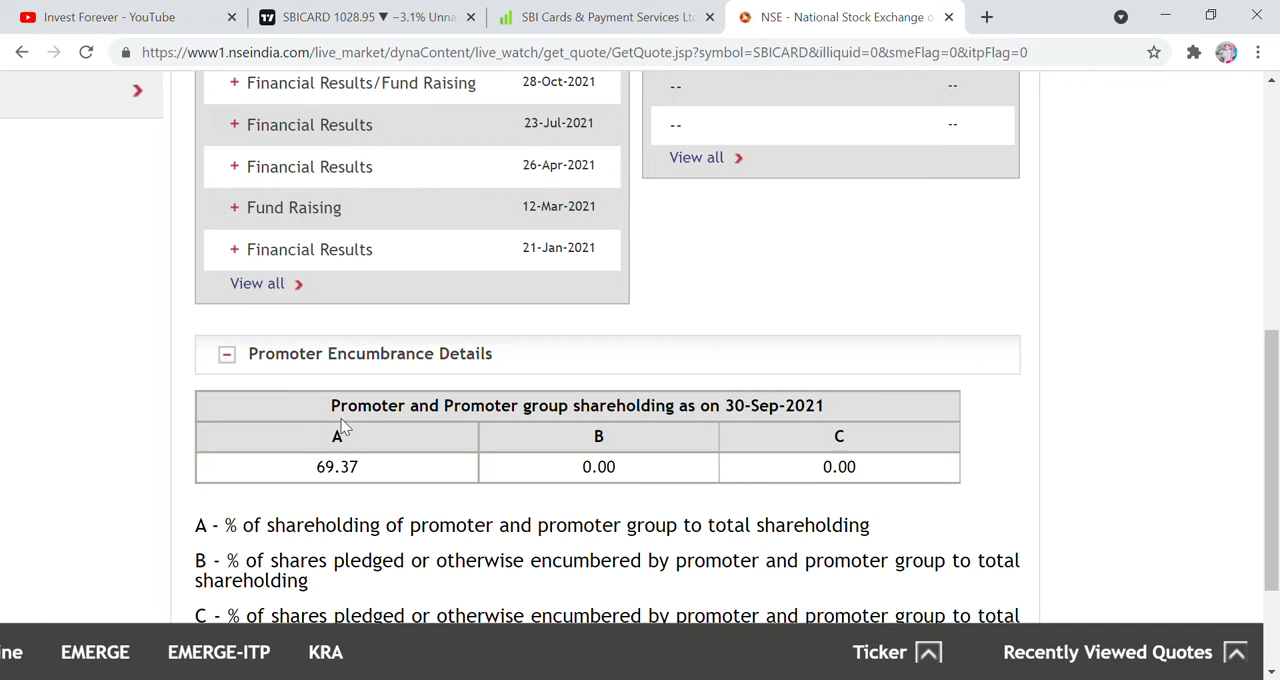 Invest Forever - YouTube
SBICARD 1028.95 ▼ −3.1% Unna
SBI Cards & Payment Services Ltd
NSE - National Stock Exchange o
https://www1.nseindia.com/live_market/dynaContent/live_watch/get_quote/GetQuote.jsp?symbol=SBICARD&illiquid=0&smeFlag=0&itpFlag=0
+ Financial Results/Fund Raising 28-Oct-2021
+ Financial Results 23-Jul-2021
+ Financial Results 26-Apr-2021
+ Fund Raising 12-Mar-2021
+ Financial Results 21-Jan-2021
View all
-- --
-- --
View all
Promoter Encumbrance Details
Promoter and Promoter group shareholding as on 30-Sep-2021
A B C
69.37 0.00 0.00
A - % of shareholding of promoter and promoter group to total shareholding
B - % of shares pledged or otherwise encumbered by promoter and promoter group to total
shareholding
C - % of shares pledged or otherwise encumbered by promoter and promoter group to total
ne EMERGE EMERGE-ITP KRA Ticker Recently Viewed Quotes